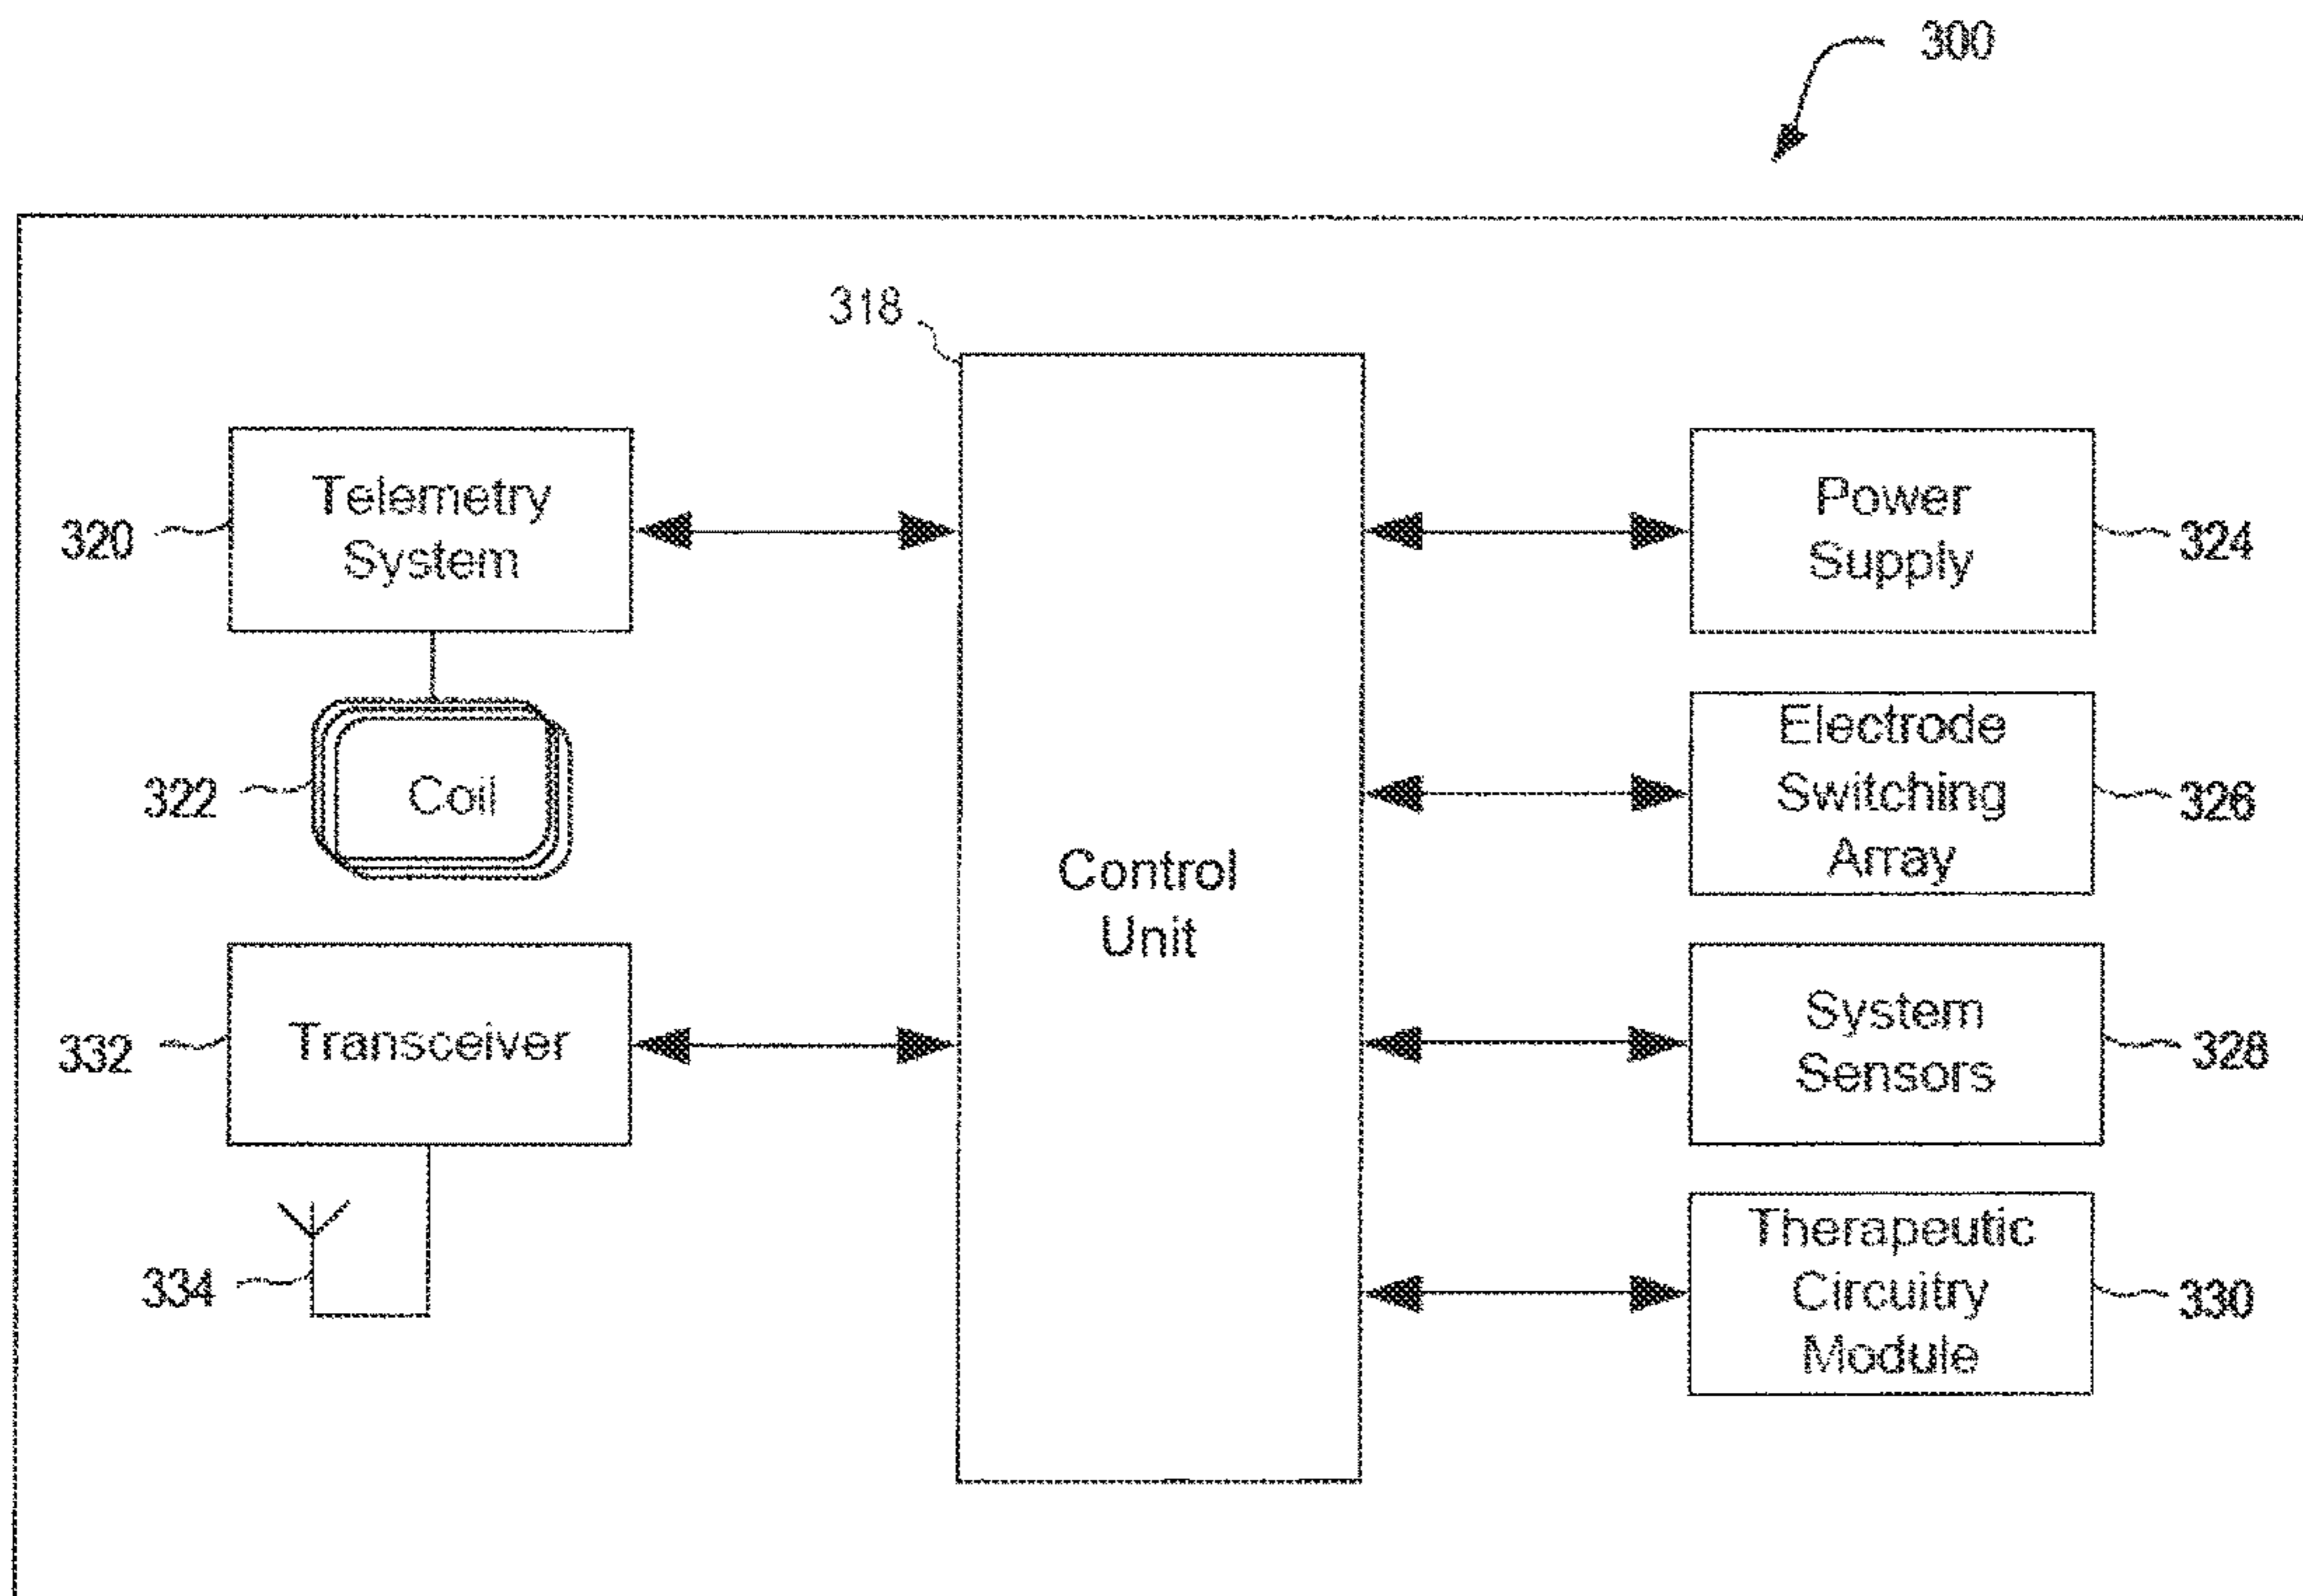 300
318
Telemetry
System
320
Power
Supply
324
Coil
322
Electrode
Switching
Array
326
Control
Unit
Transceiver
332
System
Sensors
328
334
Therapeutic
Circuitry
Module
330